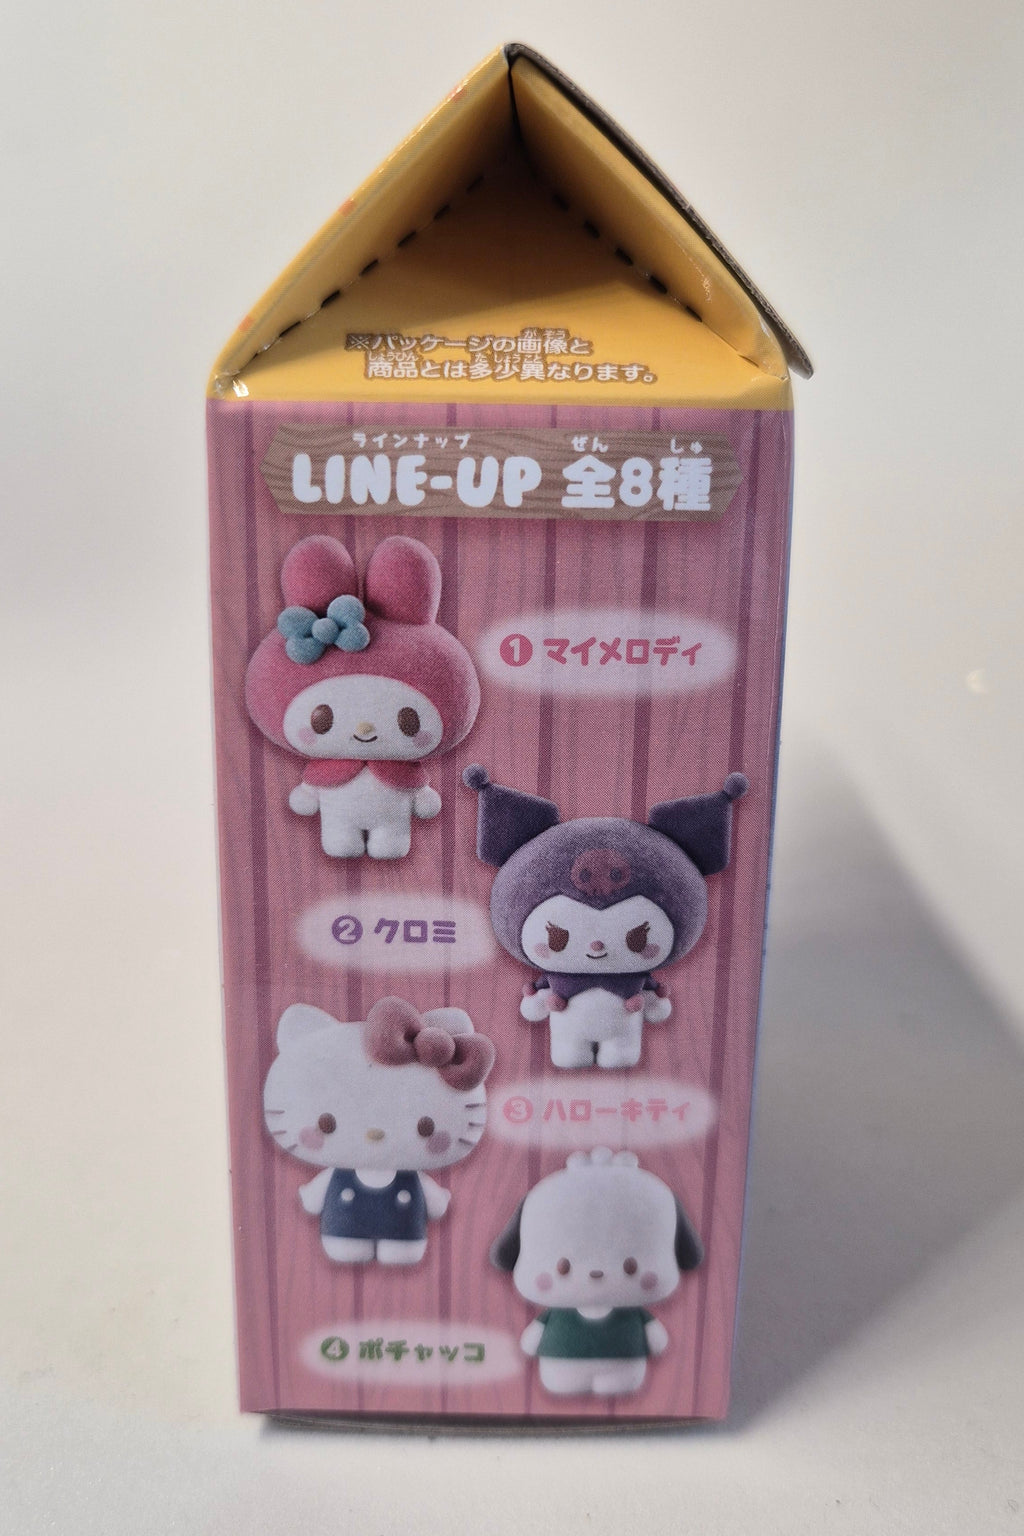 ※パッケージの画像と
商品とは多少異なります。
LINE-UP 全8種
① マイメロディ
② クロミ
③ ハローキティ
④ ポチャッコ